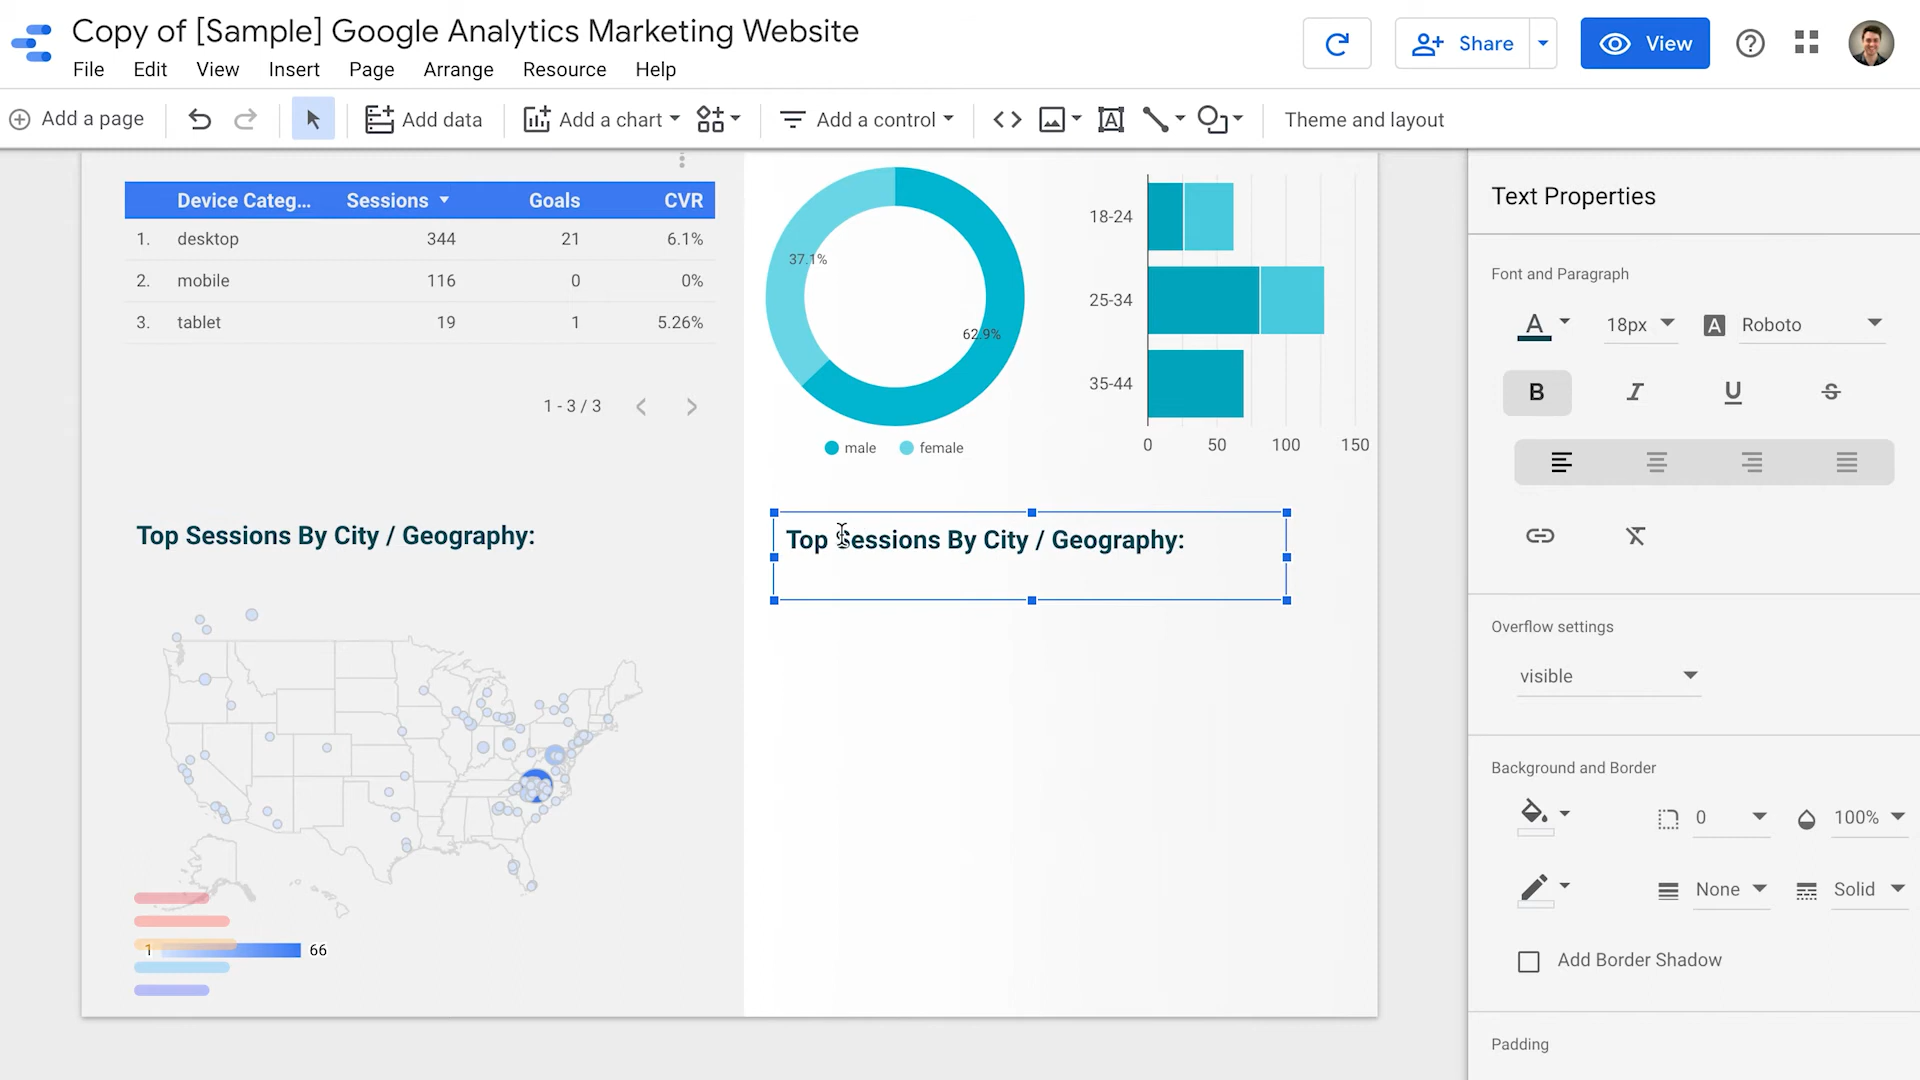 Copy of [Sample] Google Analytics Marketing Website
File Edit View Insert Page Arrange Resource Help
Share
View
Add a page
Add data
Add a chart
Add a control
Theme and layout
Device Categ... Sessions Goals CVR
1. desktop 344 21 6.1%
2. mobile 116 0 0%
3. tablet 19 1 5.26%
1 - 3 / 3
37.1%
62.9%
male female
18-24
25-34
35-44
0 50 100 150
Top Sessions By City / Geography:
Top Sessions By City / Geography:
1 66
Text Properties
Font and Paragraph
A 18px A Roboto
B I U S
Overflow settings
visible
Background and Border
0 100%
None Solid
Add Border Shadow
Padding